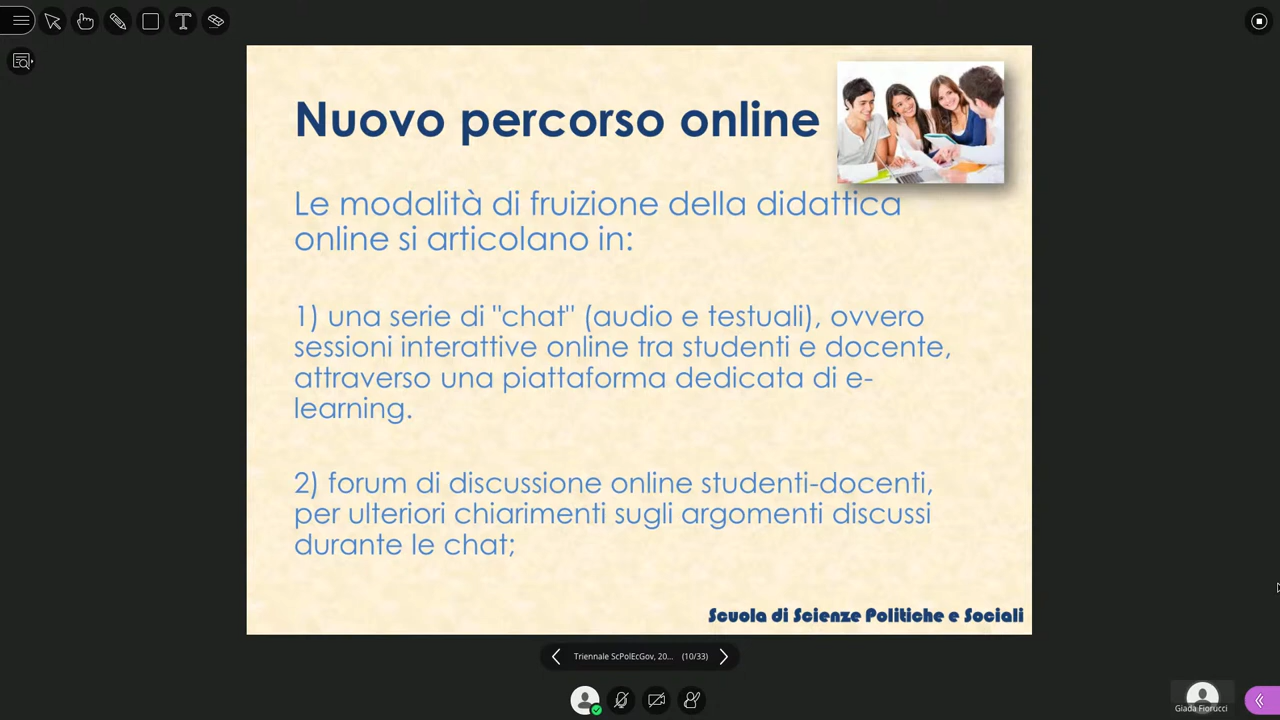 Nuovo percorso online
Le modalità di fruizione della didattica
online si articolano in:
1) una serie di "chat" (audio e testuali), ovvero
sessioni interattive online tra studenti e docente,
attraverso una piattaforma dedicata di e-
learning.
2) forum di discussione online studenti-docenti,
per ulteriori chiarimenti sugli argomenti discussi
durante le chat;
Scuola di Scienze Politiche e Sociali
Triennale ScPolEcGov, 20... (10/33)
Giada Fiorucci